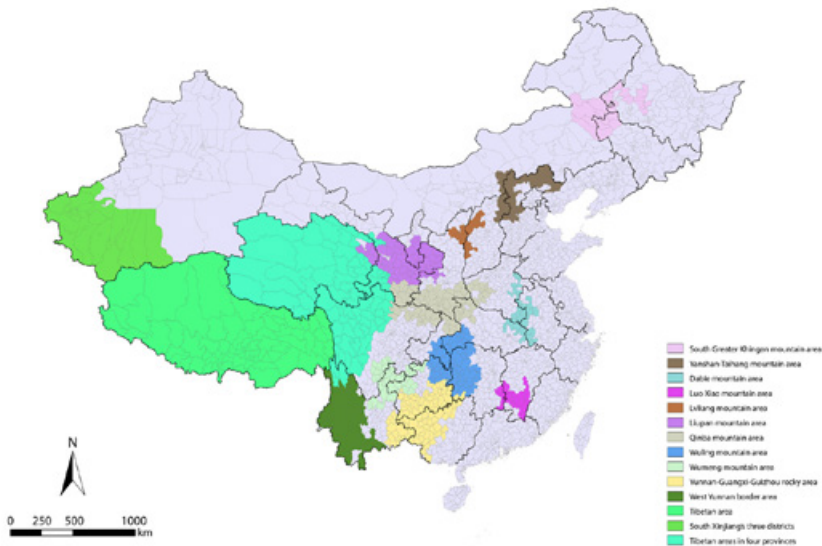 N
0 250 500 1000
km
South Greater Khingan mountain area
Yanshan-Taihang mountain area
Dabie mountain area
Luo Xiao mountain area
Lvliang mountain area
Liupan mountain area
Qinba mountain area
Wuling mountain area
Wumeng mountain area
Yunnan-Guangxi-Guizhou rocky area
West Yunnan border area
Tibetan area
South Xinjiang's three districts
Tibetan areas in four provinces